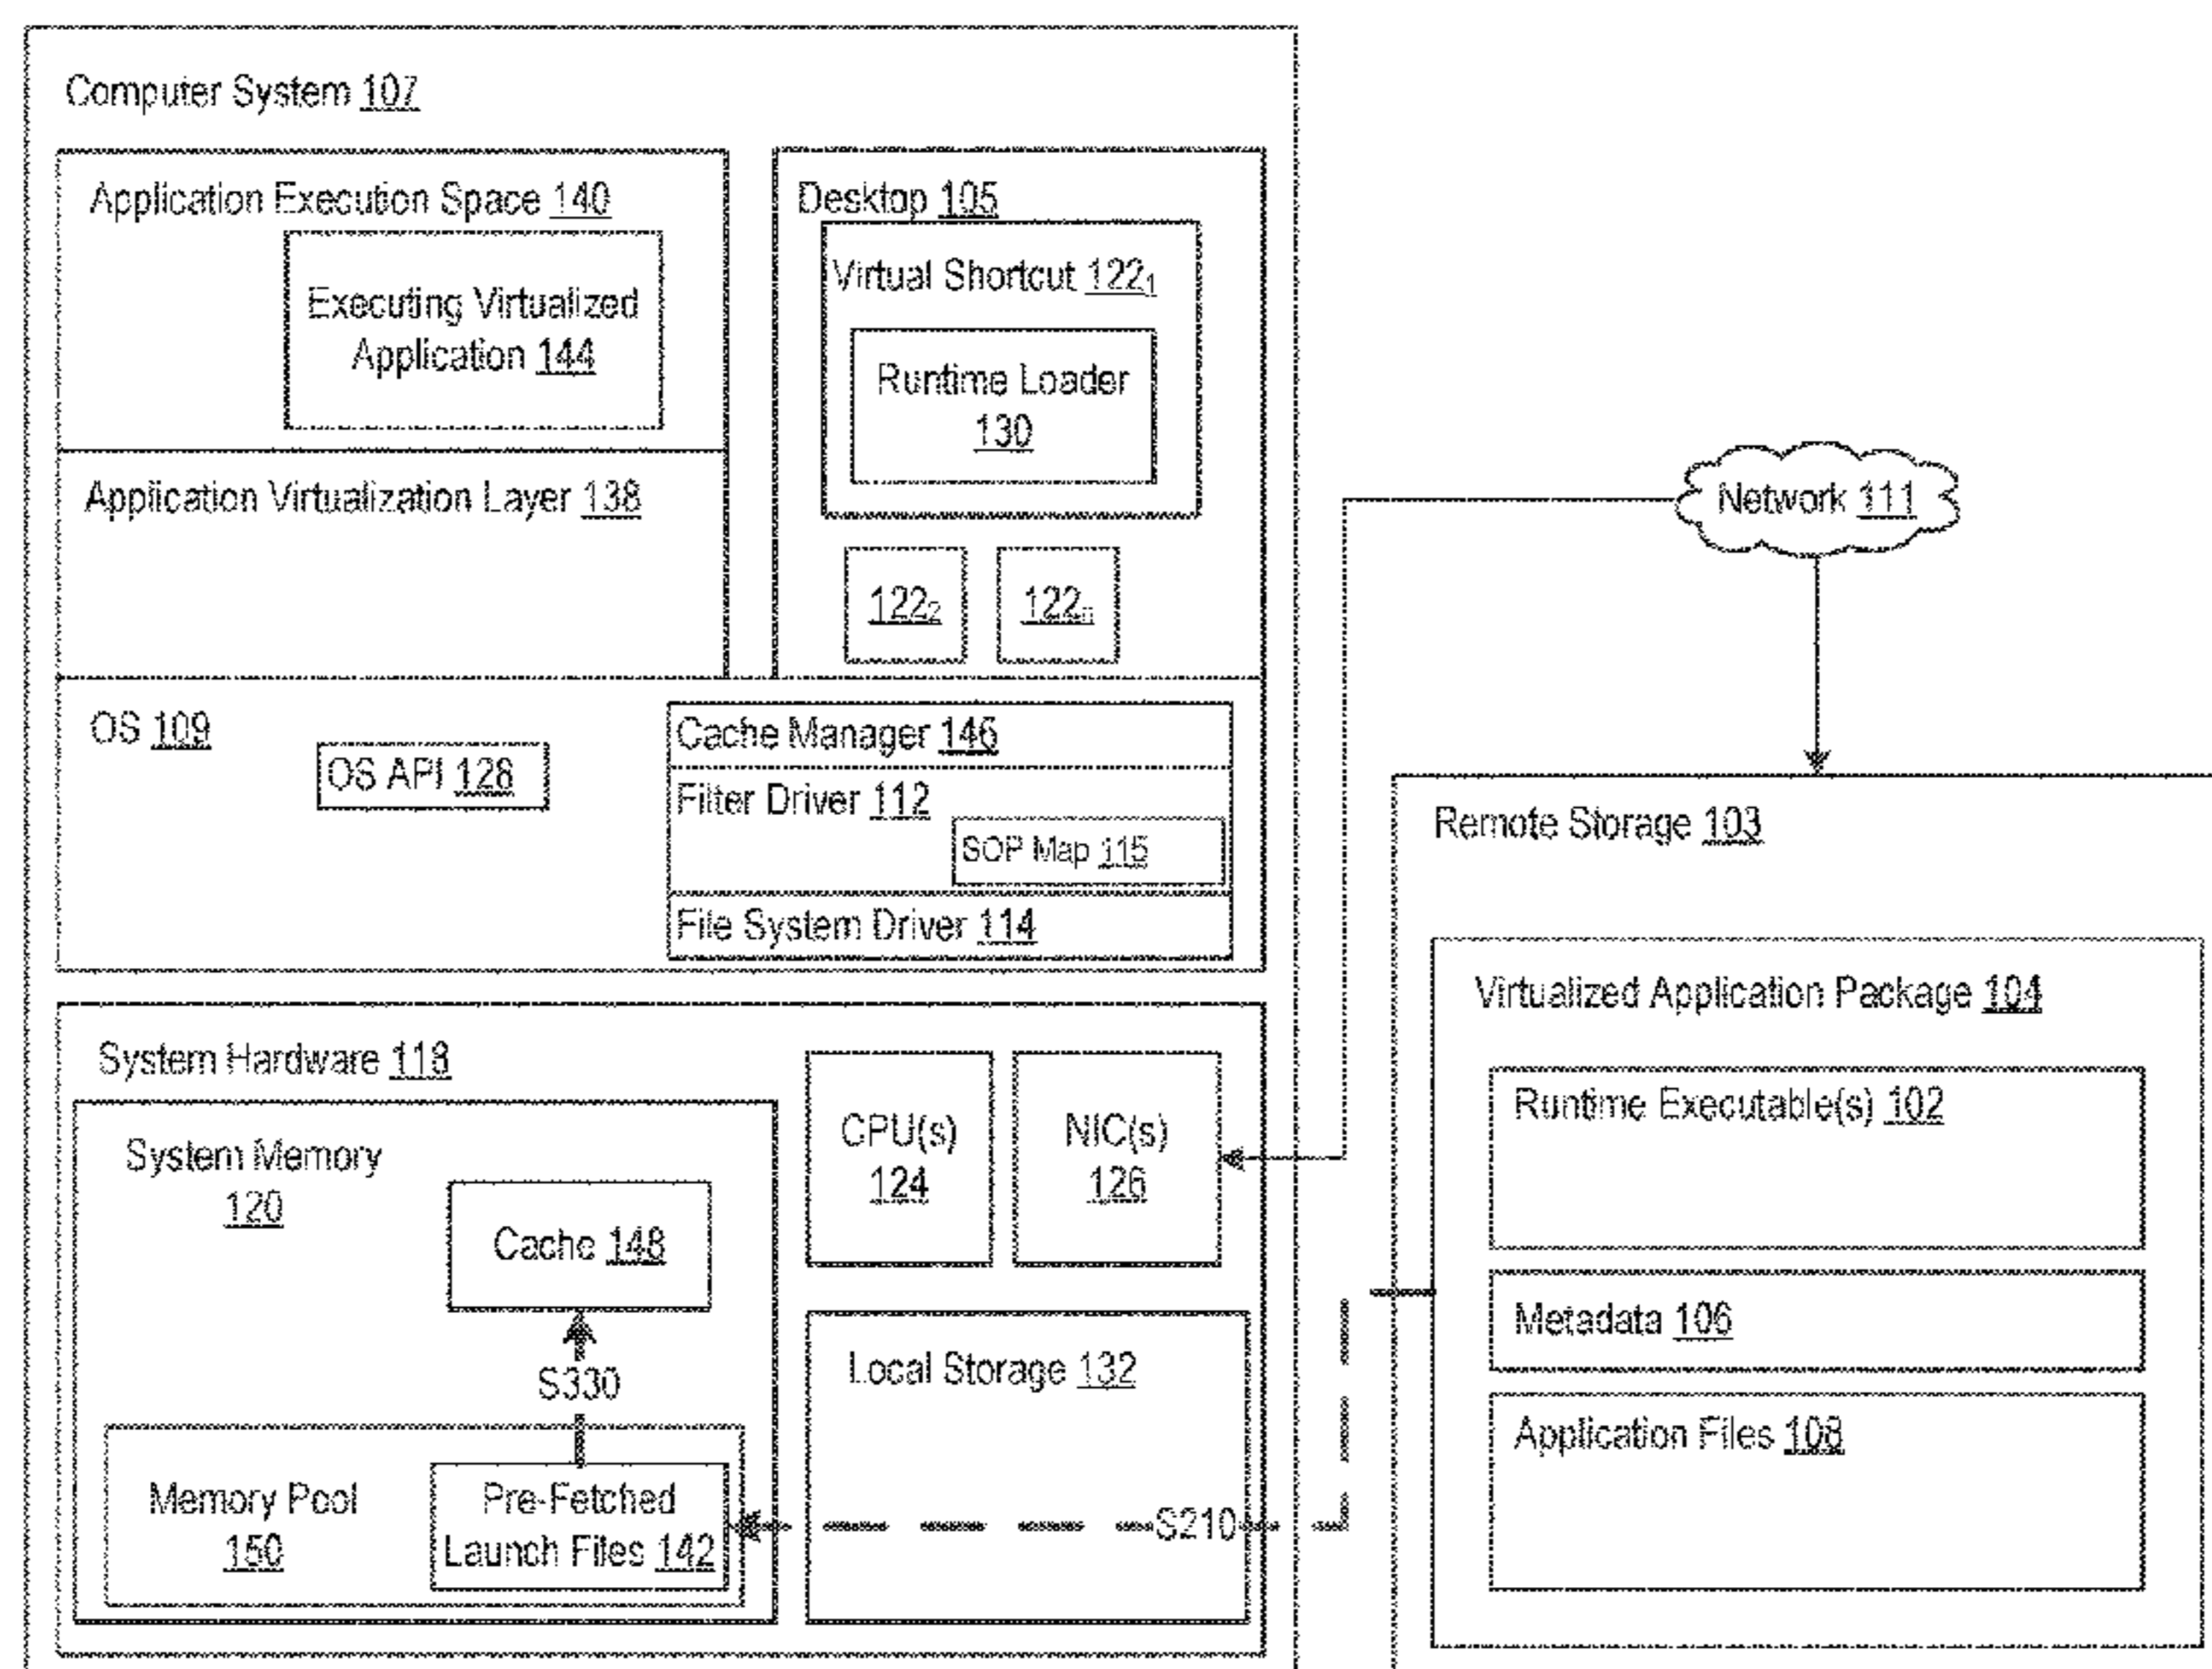 Computer System 107
Application Execution Space 140
Executing Virtualized
Application 144
Application Virtualization Layer 138
Desktop 105
Virtual Shortcut 122₁
Runtime Loader
130
122₂
122ₙ
OS 109
OS API 128
Cache Manager 146
Filter Driver 112
SOP Map 115
File System Driver 114
System Hardware 118
System Memory
120
Cache 148
S330
Memory Pool
150
Pre-Fetched
Launch Files 142
CPU(s)
124
NIC(s)
126
Local Storage 132
S210
Network 111
Remote Storage 103
Virtualized Application Package 104
Runtime Executable(s) 102
Metadata 106
Application Files 108